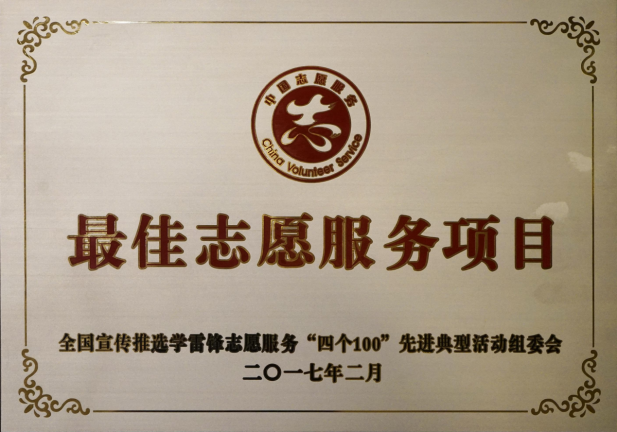 中国志愿服务
China Volunteer Service
最佳志愿服务项目
全国宣传推选学雷锋志愿服务“四个100”先进典型活动组委会
二〇一七年二月